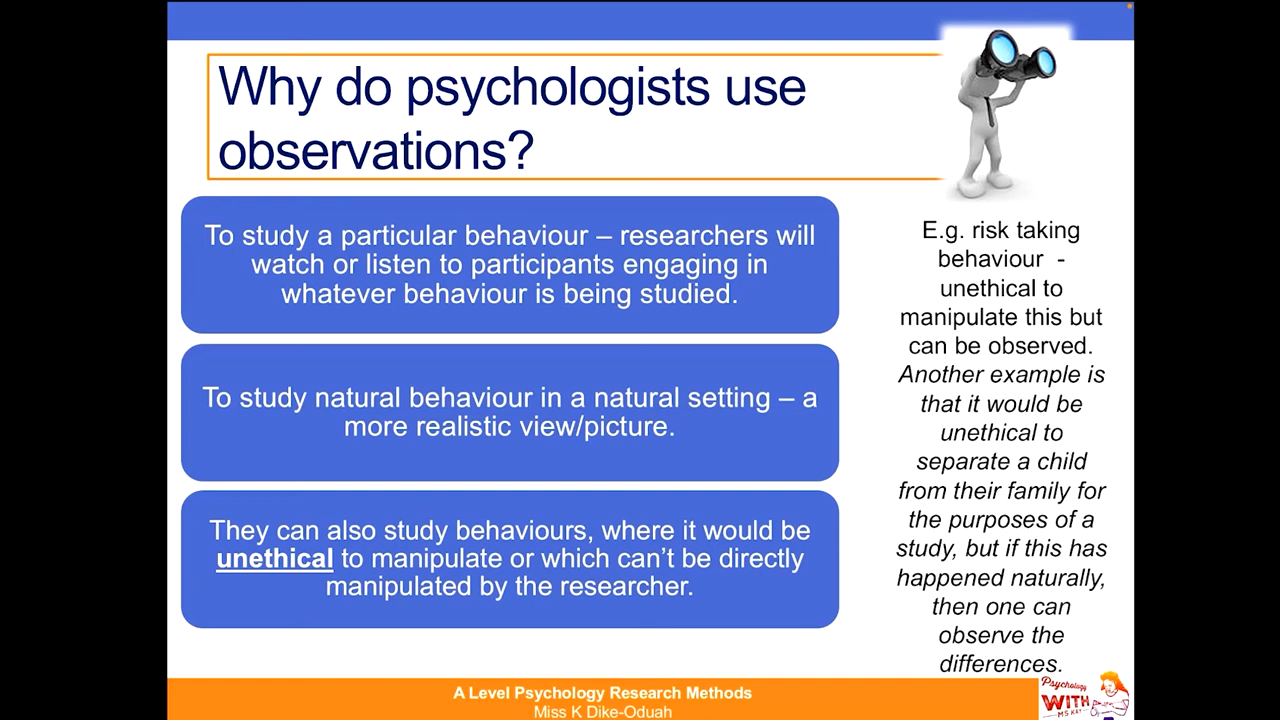 Why do psychologists use
observations?
To study a particular behaviour – researchers will
watch or listen to participants engaging in
whatever behaviour is being studied.
To study natural behaviour in a natural setting – a
more realistic view/picture.
They can also study behaviours, where it would be
unethical to manipulate or which can’t be directly
manipulated by the researcher.
E.g. risk taking
behaviour -
unethical to
manipulate this but
can be observed.
Another example is
that it would be
unethical to
separate a child
from their family for
the purposes of a
study, but if this has
happened naturally,
then one can
observe the
differences.
A Level Psychology Research Methods
Miss K Dike-Oduah
Psychology
WITH